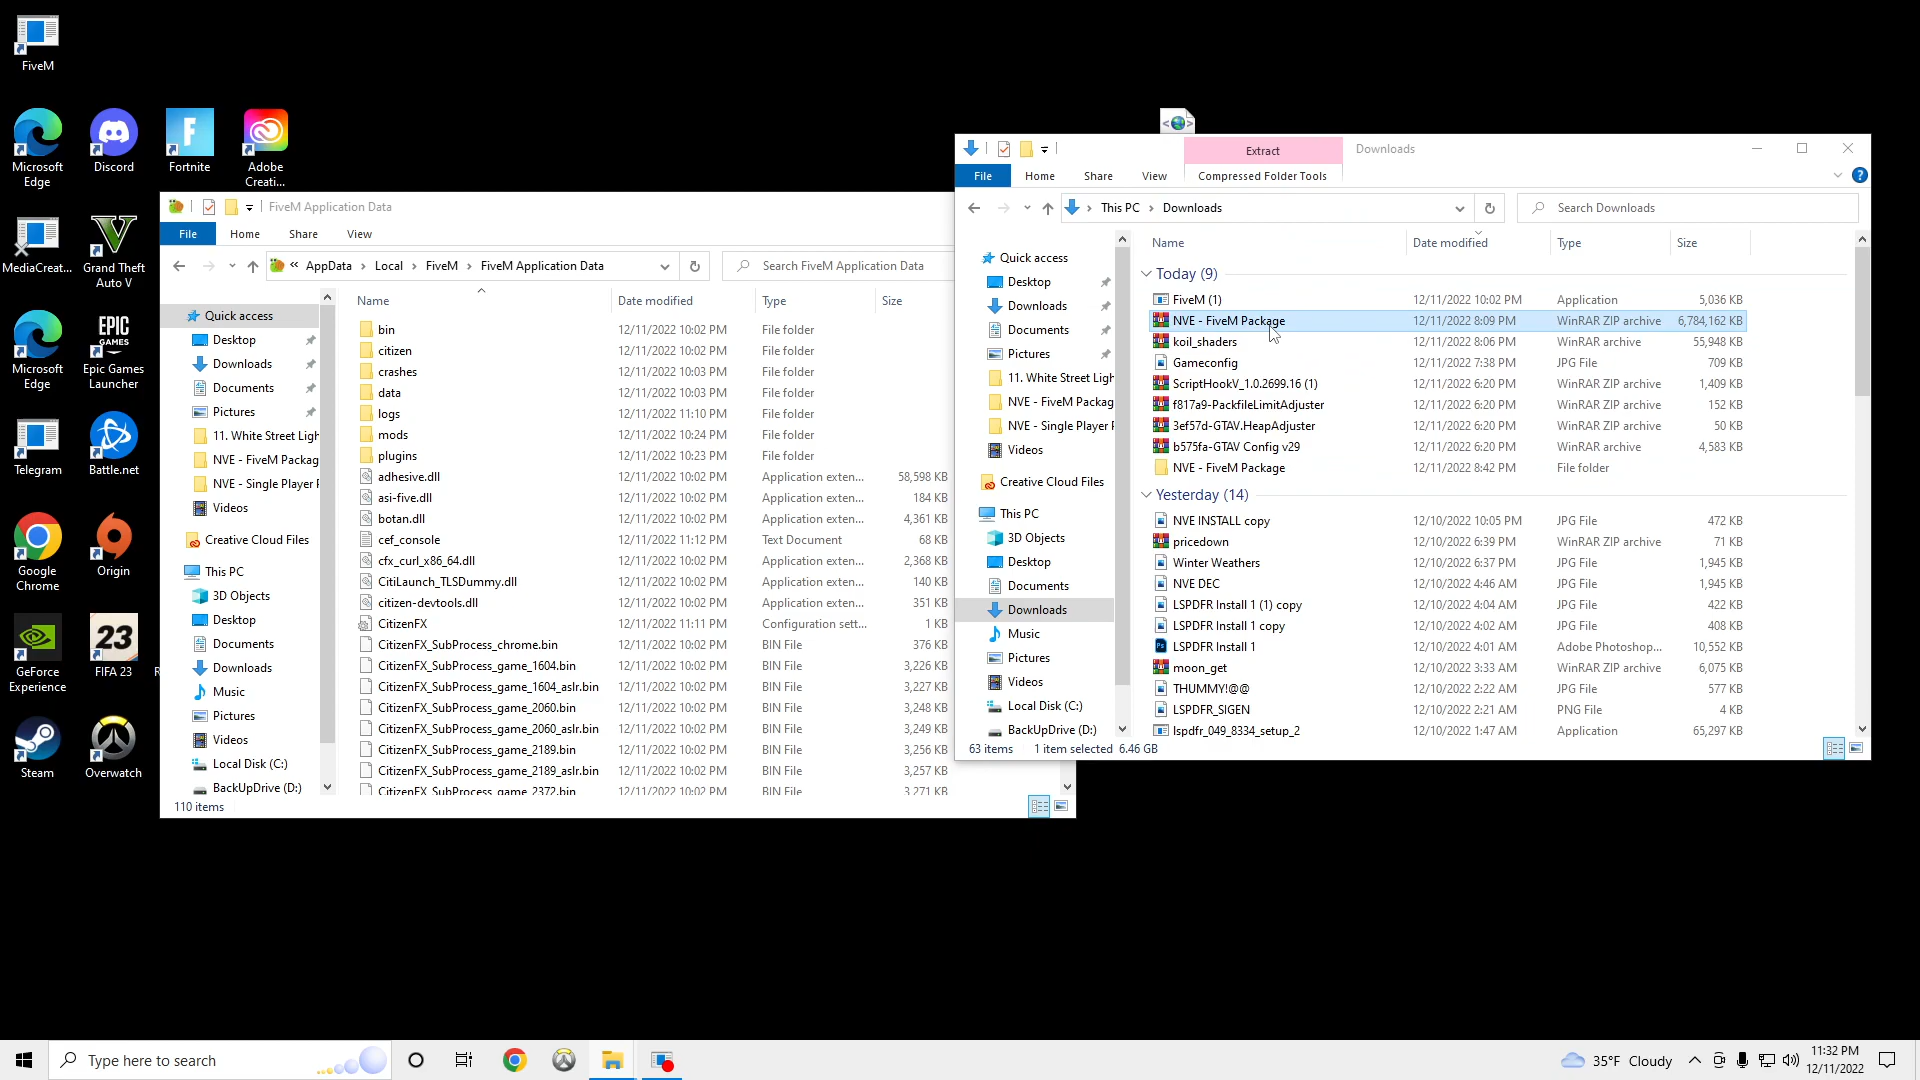 FiveM
Microsoft Edge
Discord
Fortnite
Adobe Creati...
MediaCreat...
Grand Theft Auto V
Microsoft Edge
EPIC GAMES
Epic Games Launcher
Telegram
Battle.net
Google Chrome
Origin
23
GeForce Experience
FIFA 23
R
Steam
Overwatch
FiveM Application Data
File Home Share View
« AppData › Local › FiveM › FiveM Application Data
Search FiveM Application Data
Quick access
Desktop
Downloads
Documents
Pictures
11. White Street Ligh
NVE - FiveM Packag
NVE - Single Player F
Videos
Creative Cloud Files
This PC
3D Objects
Desktop
Documents
Downloads
Music
Pictures
Videos
Local Disk (C:)
BackUpDrive (D:)
Name Date modified Type Size
bin 12/11/2022 10:02 PM File folder
citizen 12/11/2022 10:02 PM File folder
crashes 12/11/2022 10:03 PM File folder
data 12/11/2022 10:03 PM File folder
logs 12/11/2022 11:10 PM File folder
mods 12/11/2022 10:24 PM File folder
plugins 12/11/2022 10:23 PM File folder
adhesive.dll 12/11/2022 10:02 PM Application exten... 58,598 KB
asi-five.dll 12/11/2022 10:02 PM Application exten... 184 KB
botan.dll 12/11/2022 10:02 PM Application exten... 4,361 KB
cef_console 12/11/2022 11:12 PM Text Document 68 KB
cfx_curl_x86_64.dll 12/11/2022 10:02 PM Application exten... 2,368 KB
CitiLaunch_TLSDummy.dll 12/11/2022 10:02 PM Application exten... 140 KB
citizen-devtools.dll 12/11/2022 10:02 PM Application exten... 351 KB
CitizenFX 12/11/2022 11:11 PM Configuration sett... 1 KB
CitizenFX_SubProcess_chrome.bin 12/11/2022 10:02 PM BIN File 376 KB
CitizenFX_SubProcess_game_1604.bin 12/11/2022 10:02 PM BIN File 3,226 KB
CitizenFX_SubProcess_game_1604_aslr.bin 12/11/2022 10:02 PM BIN File 3,227 KB
CitizenFX_SubProcess_game_2060.bin 12/11/2022 10:02 PM BIN File 3,248 KB
CitizenFX_SubProcess_game_2060_aslr.bin 12/11/2022 10:02 PM BIN File 3,249 KB
CitizenFX_SubProcess_game_2189.bin 12/11/2022 10:02 PM BIN File 3,256 KB
CitizenFX_SubProcess_game_2189_aslr.bin 12/11/2022 10:02 PM BIN File 3,257 KB
CitizenFX_SubProcess_game_2372.bin 12/11/2022 10:02 PM BIN File 3,271 KB
110 items
Extract Downloads
File Home Share View Compressed Folder Tools
› This PC › Downloads
Search Downloads
Quick access
Desktop
Downloads
Documents
Pictures
11. White Street Ligh
NVE - FiveM Packag
NVE - Single Player F
Videos
Creative Cloud Files
This PC
3D Objects
Desktop
Documents
Downloads
Music
Pictures
Videos
Local Disk (C:)
BackUpDrive (D:)
Name Date modified Type Size
Today (9)
FiveM (1) 12/11/2022 10:02 PM Application 5,036 KB
NVE - FiveM Package 12/11/2022 8:09 PM WinRAR ZIP archive 6,784,162 KB
koil_shaders 12/11/2022 8:06 PM WinRAR archive 55,948 KB
Gameconfig 12/11/2022 7:38 PM JPG File 709 KB
ScriptHookV_1.0.2699.16 (1) 12/11/2022 6:20 PM WinRAR ZIP archive 1,409 KB
f817a9-PackfileLimitAdjuster 12/11/2022 6:20 PM WinRAR ZIP archive 152 KB
3ef57d-GTAV.HeapAdjuster 12/11/2022 6:20 PM WinRAR ZIP archive 50 KB
b575fa-GTAV Config v29 12/11/2022 6:20 PM WinRAR archive 4,583 KB
NVE - FiveM Package 12/11/2022 8:42 PM File folder
Yesterday (14)
NVE INSTALL copy 12/10/2022 10:05 PM JPG File 472 KB
pricedown 12/10/2022 6:39 PM WinRAR ZIP archive 71 KB
Winter Weathers 12/10/2022 6:37 PM JPG File 1,945 KB
NVE DEC 12/10/2022 4:46 AM JPG File 1,945 KB
LSPDFR Install 1 (1) copy 12/10/2022 4:04 AM JPG File 422 KB
LSPDFR Install 1 copy 12/10/2022 4:02 AM JPG File 408 KB
LSPDFR Install 1 12/10/2022 4:01 AM Adobe Photoshop... 10,552 KB
moon_get 12/10/2022 3:33 AM WinRAR ZIP archive 6,075 KB
THUMMY!@@ 12/10/2022 2:22 AM JPG File 577 KB
LSPDFR_SIGEN 12/10/2022 2:21 AM PNG File 4 KB
lspdfr_049_8334_setup_2 12/10/2022 1:47 AM Application 65,297 KB
63 items 1 item selected 6.46 GB
Type here to search
35°F Cloudy
11:32 PM
12/11/2022